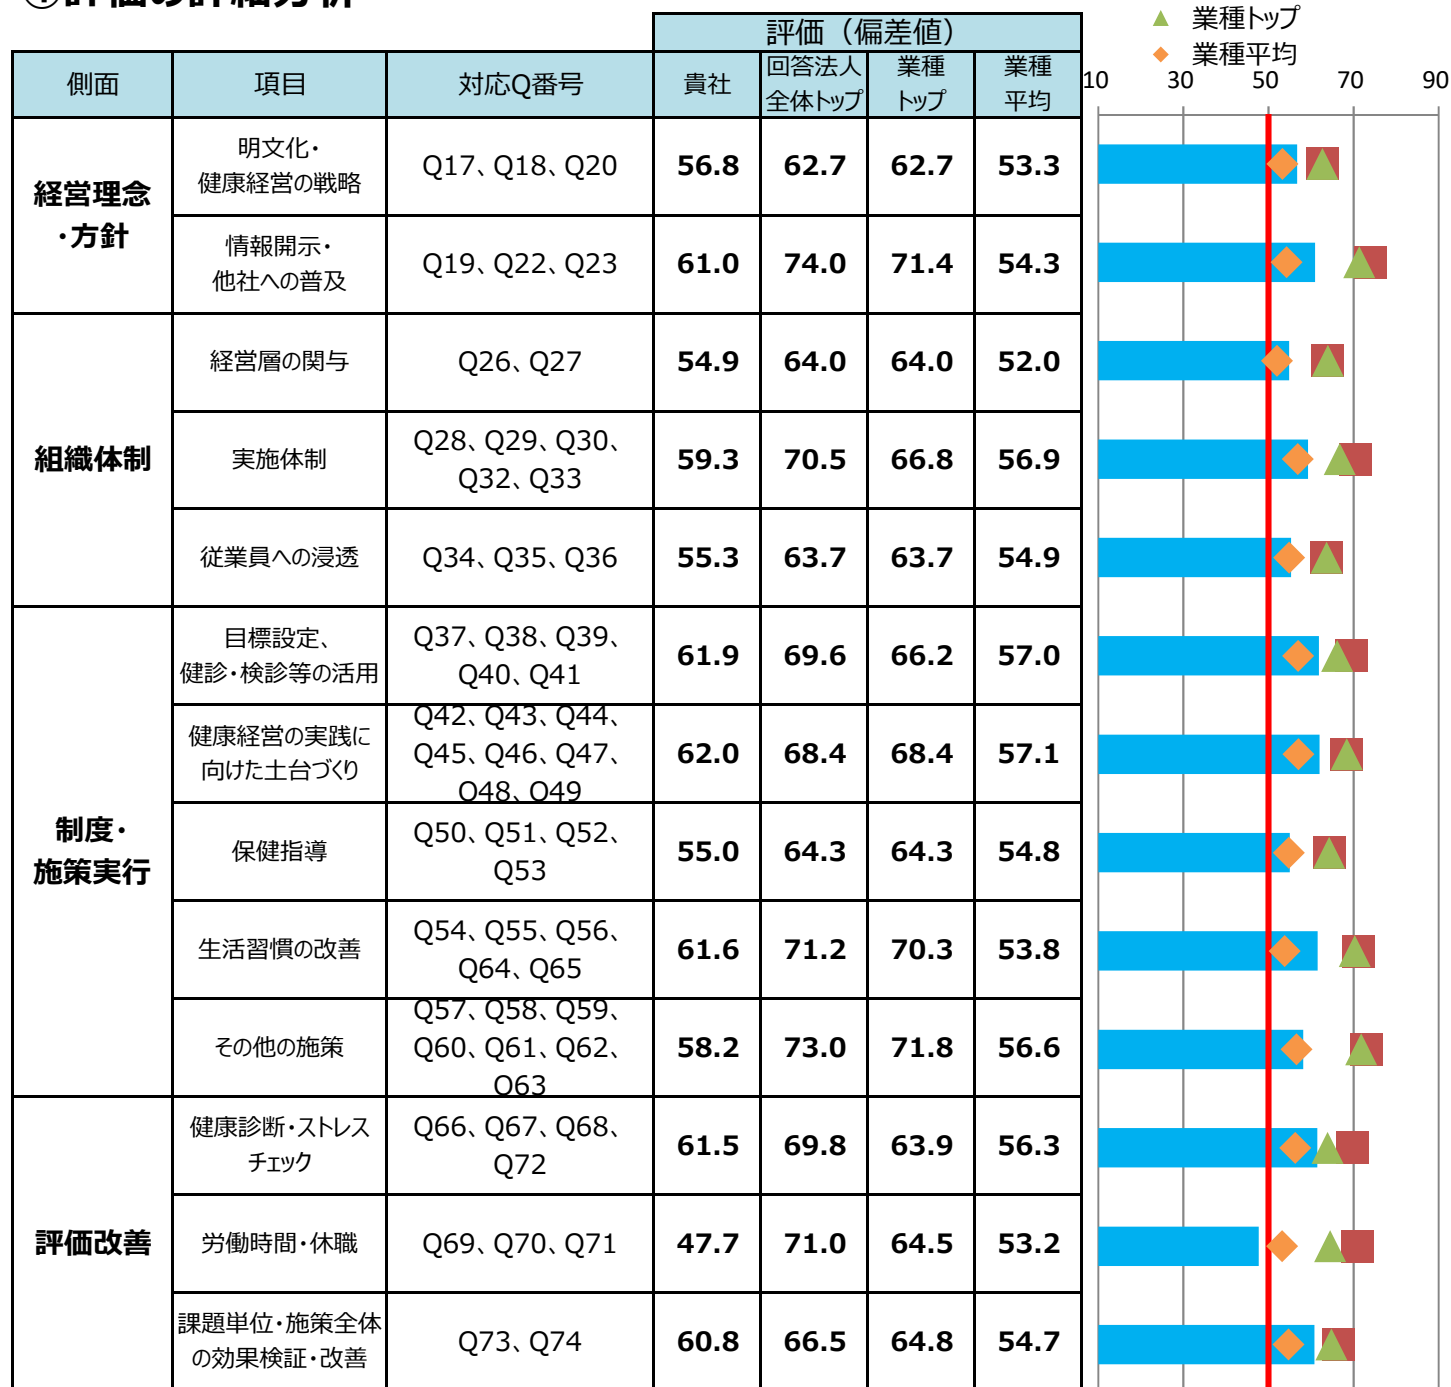 ①評価の詳細分析
業種トップ
業種平均
評価（偏差値）
側面 項目 対応Q番号 貴社 回答法人全体トップ 業種トップ 業種平均
10 30 50 70 90
経営理念
・方針
明文化・
健康経営の戦略
Q17、Q18、Q20
56.8 62.7 62.7 53.3
情報開示・
他社への普及
Q19、Q22、Q23
61.0 74.0 71.4 54.3
組織体制
経営層の関与
Q26、Q27
54.9 64.0 64.0 52.0
実施体制
Q28、Q29、Q30、
Q32、Q33
59.3 70.5 66.8 56.9
従業員への浸透
Q34、Q35、Q36
55.3 63.7 63.7 54.9
制度・
施策実行
目標設定、
健診・検診等の活用
Q37、Q38、Q39、
Q40、Q41
61.9 69.6 66.2 57.0
健康経営の実践に
向けた土台づくり
Q42、Q43、Q44、
Q45、Q46、Q47、
Q48、Q49
62.0 68.4 68.4 57.1
保健指導
Q50、Q51、Q52、
Q53
55.0 64.3 64.3 54.8
生活習慣の改善
Q54、Q55、Q56、
Q64、Q65
61.6 71.2 70.3 53.8
その他の施策
Q57、Q58、Q59、
Q60、Q61、Q62、
Q63
58.2 73.0 71.8 56.6
評価改善
健康診断・ストレス
チェック
Q66、Q67、Q68、
Q72
61.5 69.8 63.9 56.3
労働時間・休職
Q69、Q70、Q71
47.7 71.0 64.5 53.2
課題単位・施策全体
の効果検証・改善
Q73、Q74
60.8 66.5 64.8 54.7